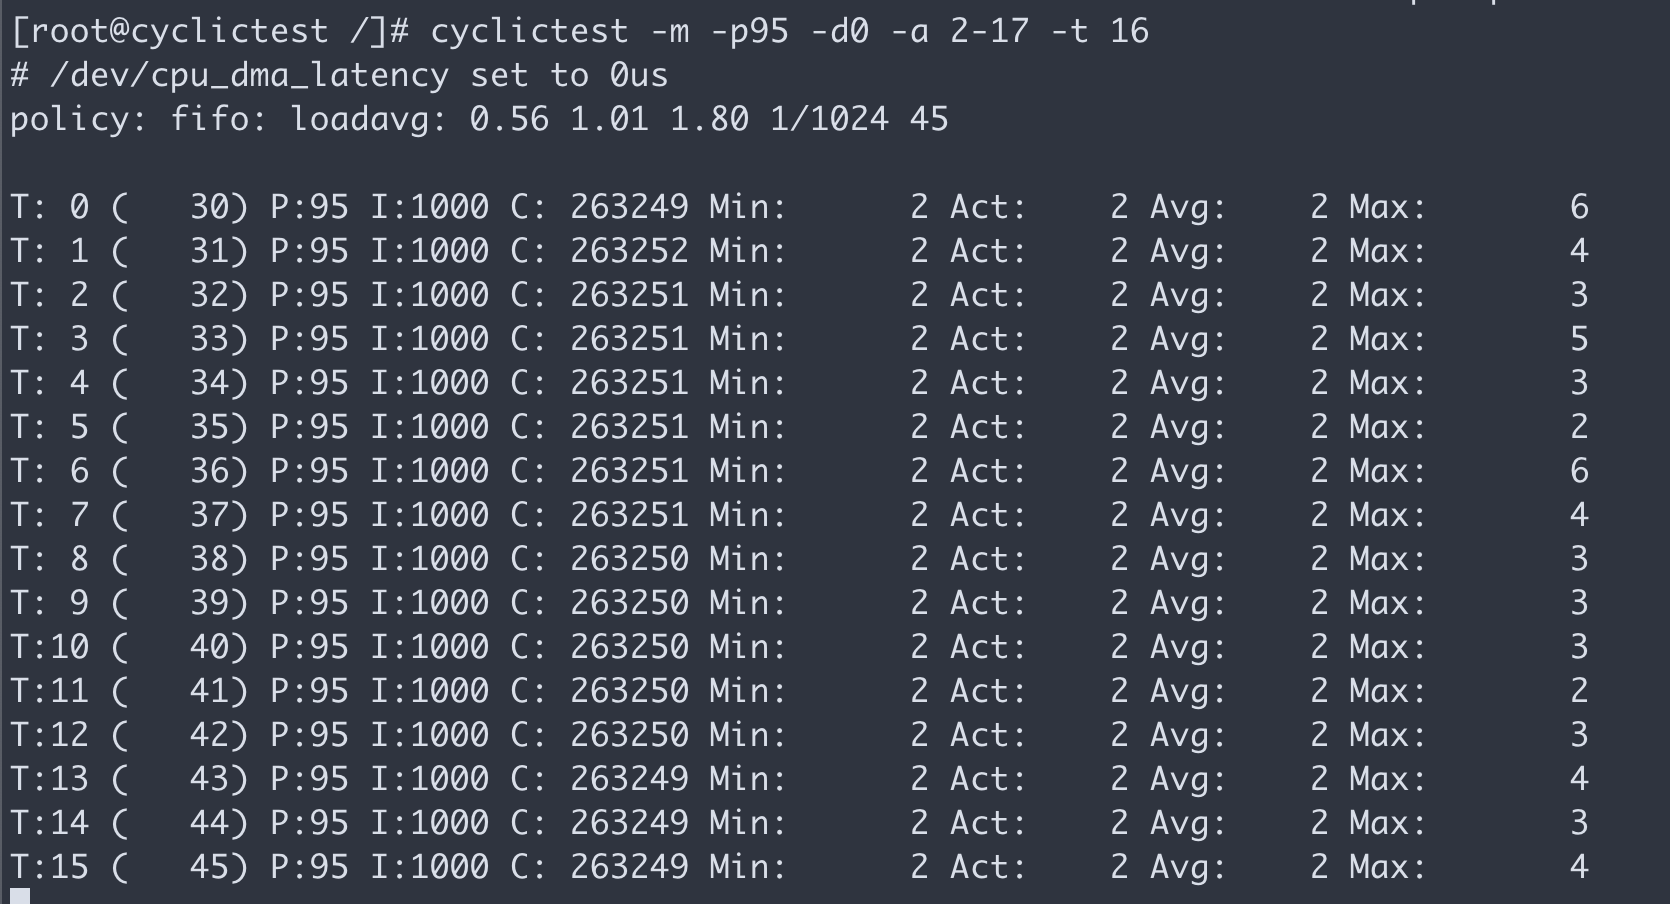 [root@cyclictest /]# cyclictest -m -p95 -d0 -a 2-17 -t 16
# /dev/cpu_dma_latency set to 0us
policy: fifo: loadavg: 0.56 1.01 1.80 1/1024 45
T: 0 (   30) P:95 I:1000 C: 263249 Min:      2 Act:    2 Avg:    2 Max:       6
T: 1 (   31) P:95 I:1000 C: 263252 Min:      2 Act:    2 Avg:    2 Max:       4
T: 2 (   32) P:95 I:1000 C: 263251 Min:      2 Act:    2 Avg:    2 Max:       3
T: 3 (   33) P:95 I:1000 C: 263251 Min:      2 Act:    2 Avg:    2 Max:       5
T: 4 (   34) P:95 I:1000 C: 263251 Min:      2 Act:    2 Avg:    2 Max:       3
T: 5 (   35) P:95 I:1000 C: 263251 Min:      2 Act:    2 Avg:    2 Max:       2
T: 6 (   36) P:95 I:1000 C: 263251 Min:      2 Act:    2 Avg:    2 Max:       6
T: 7 (   37) P:95 I:1000 C: 263251 Min:      2 Act:    2 Avg:    2 Max:       4
T: 8 (   38) P:95 I:1000 C: 263250 Min:      2 Act:    2 Avg:    2 Max:       3
T: 9 (   39) P:95 I:1000 C: 263250 Min:      2 Act:    2 Avg:    2 Max:       3
T:10 (   40) P:95 I:1000 C: 263250 Min:      2 Act:    2 Avg:    2 Max:       3
T:11 (   41) P:95 I:1000 C: 263250 Min:      2 Act:    2 Avg:    2 Max:       2
T:12 (   42) P:95 I:1000 C: 263250 Min:      2 Act:    2 Avg:    2 Max:       3
T:13 (   43) P:95 I:1000 C: 263249 Min:      2 Act:    2 Avg:    2 Max:       4
T:14 (   44) P:95 I:1000 C: 263249 Min:      2 Act:    2 Avg:    2 Max:       3
T:15 (   45) P:95 I:1000 C: 263249 Min:      2 Act:    2 Avg:    2 Max:       4